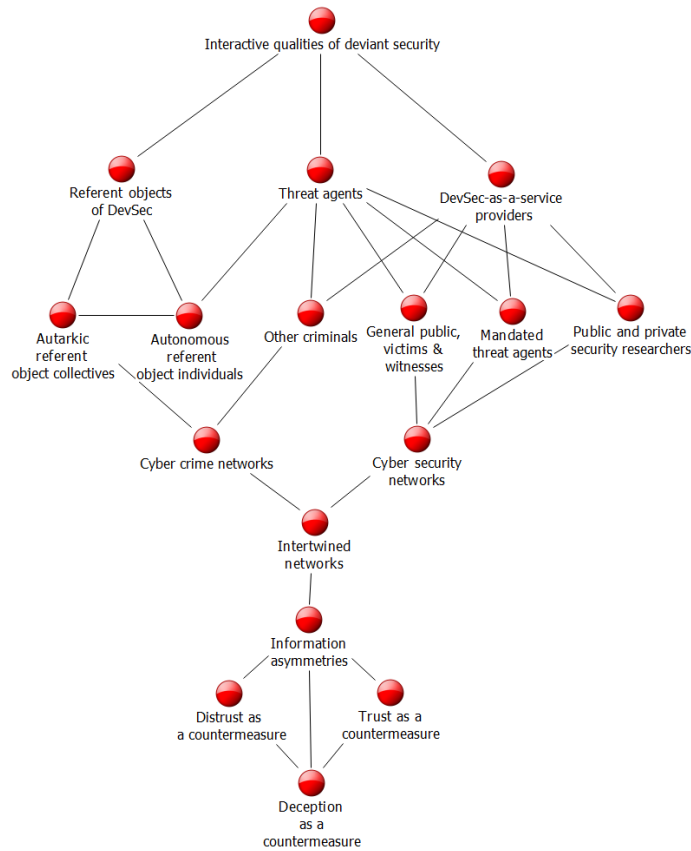 Interactive qualities of deviant security
Referent objects
of DevSec
Threat agents
DevSec-as-a-service
providers
Autarkic
referent
object collectives
Autonomous
referent
object individuals
Other criminals
General public,
victims &
witnesses
Mandated
threat agents
Public and private
security researchers
Cyber crime networks
Cyber security
networks
Intertwined
networks
Information
asymmetries
Distrust as
a countermeasure
Trust as a
countermeasure
Deception
as a
countermeasure